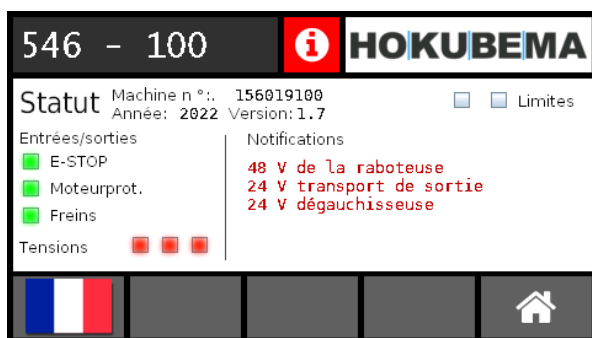 546 - 100
i
HOKUBEMA
Statut
Machine n°:. 156019100
Année: 2022 Version: 1.7
Limites
Entrées/sorties
E-STOP
Moteurprot.
Freins
Tensions
Notifications
48 V de la raboteuse
24 V transport de sortie
24 V dégauchisseuse